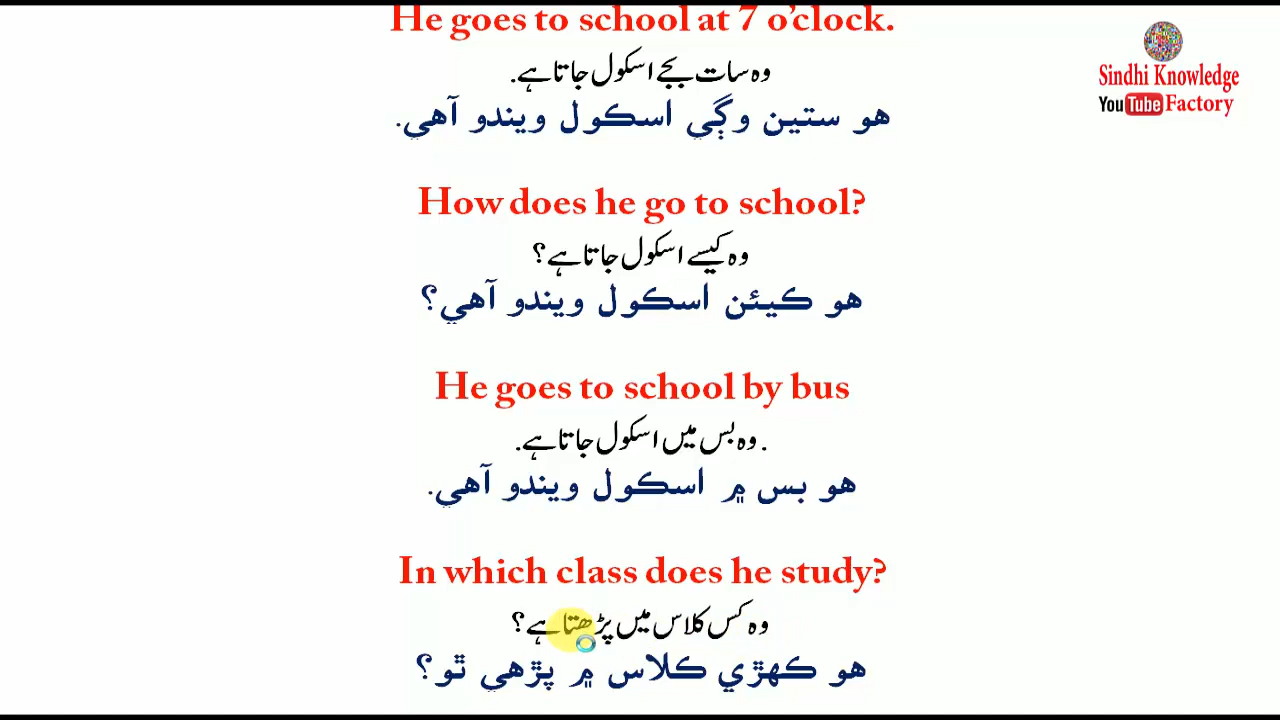 He goes to school at 7 o'clock.
وہ سات بجے اسکول جاتا ہے.
هو ستين وڳي اسڪول ويندو آهي.
How does he go to school?
وہ کیسے اسکول جاتا ہے؟
هو ڪيئن اسڪول ويندو آهي؟
He goes to school by bus
. وہ بس میں اسکول جاتا ہے.
هو بس ۾ اسڪول ويندو آهي.
In which class does he study?
وہ کس کلاس میں پڑھتا ہے؟
هو ڪهڙي ڪلاس ۾ پڙهي ٿو؟
Sindhi Knowledge
YouTube Factory